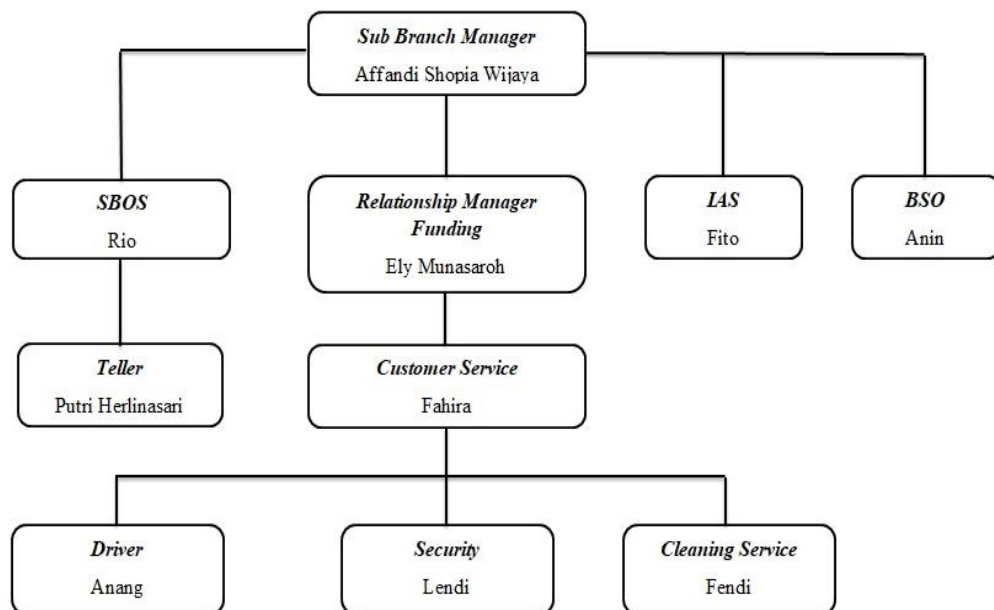 Sub Branch Manager
Affandi Shopia Wijaya
SBOS
Rio
Relationship Manager
Funding
Ely Munasaroh
IAS
Fito
BSO
Anin
Teller
Putri Herlinasari
Customer Service
Fahira
Driver
Anang
Security
Lendi
Cleaning Service
Fendi